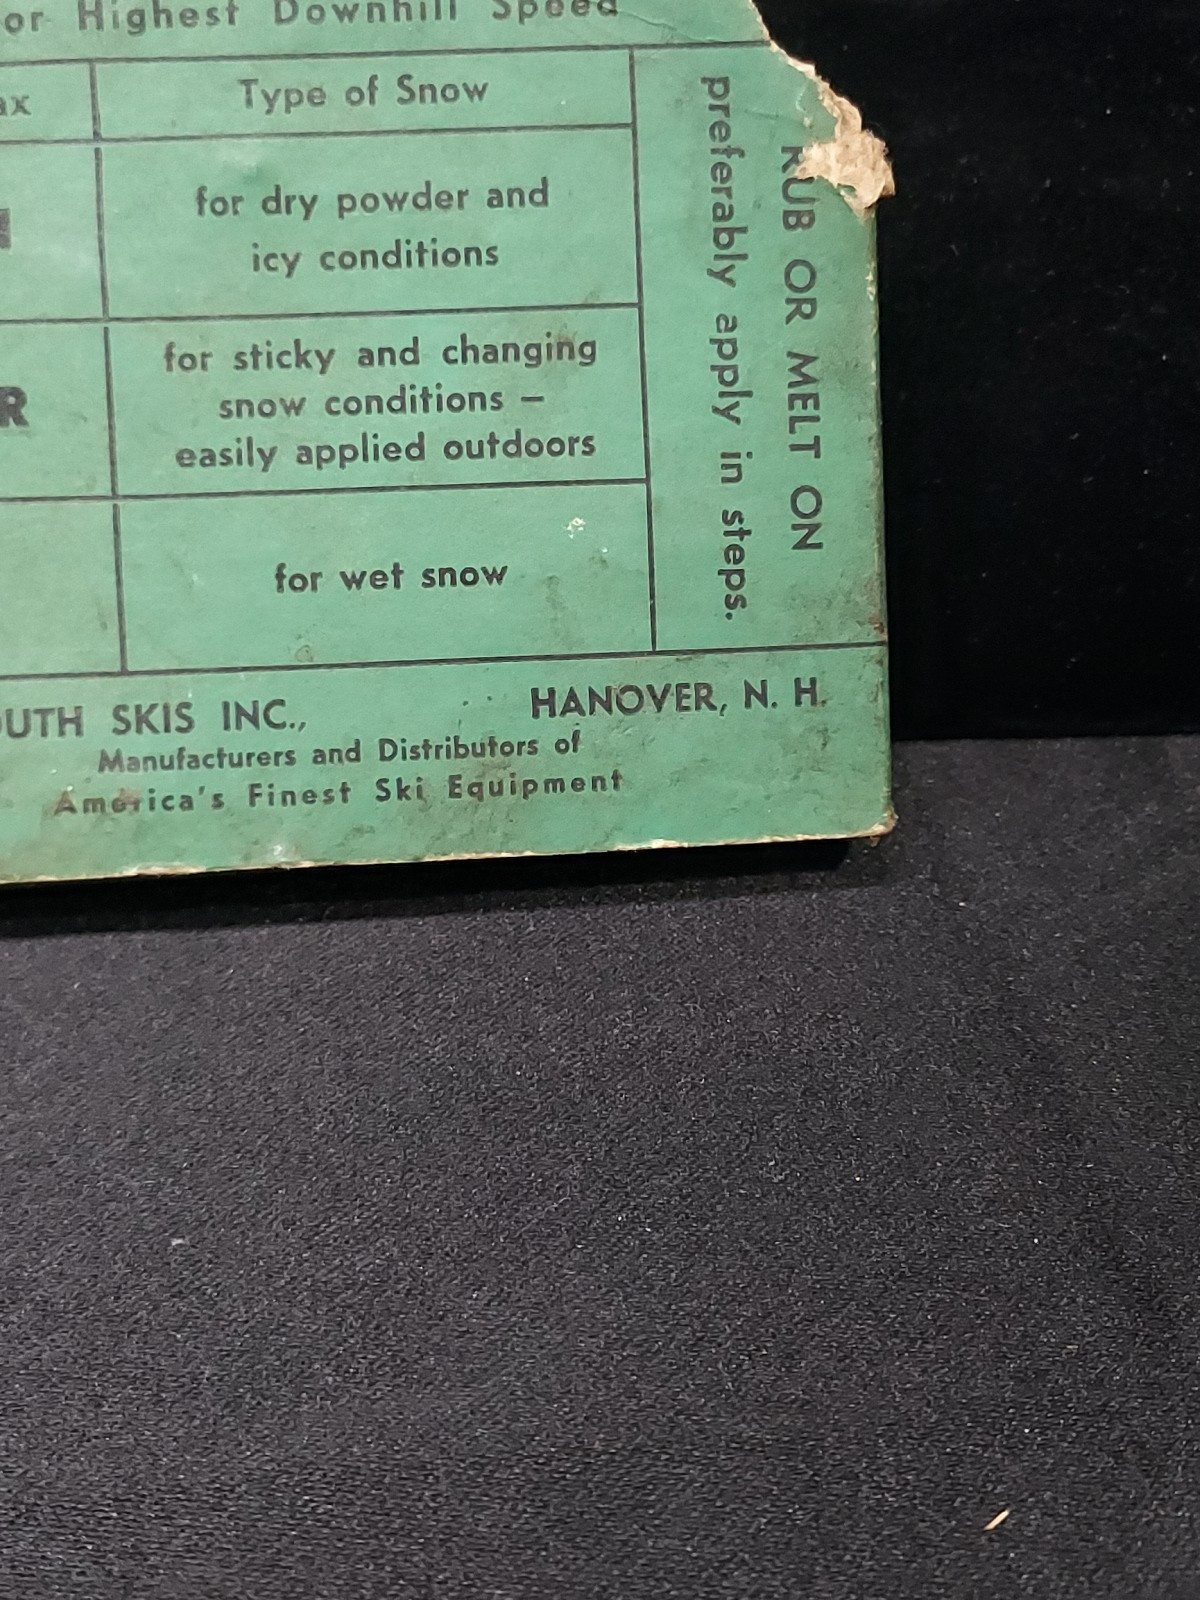 or Highest Downhill Speed
ax
Type of Snow
for dry powder and
icy conditions
R
for sticky and changing
snow conditions –
easily applied outdoors
for wet snow
RUB OR MELT ON
preferably apply in steps.
OUTH SKIS INC., HANOVER, N. H.
Manufacturers and Distributors of
America's Finest Ski Equipment